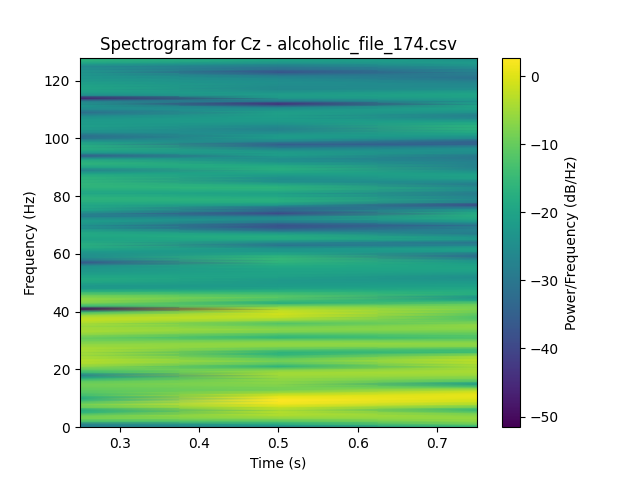 Spectrogram for Cz - alcoholic_file_174.csv
120
100
80
60
40
20
0
Frequency (Hz)
0.3 0.4 0.5 0.6 0.7
Time (s)
0
−10
−20
−30
−40
−50
Power/Frequency (dB/Hz)